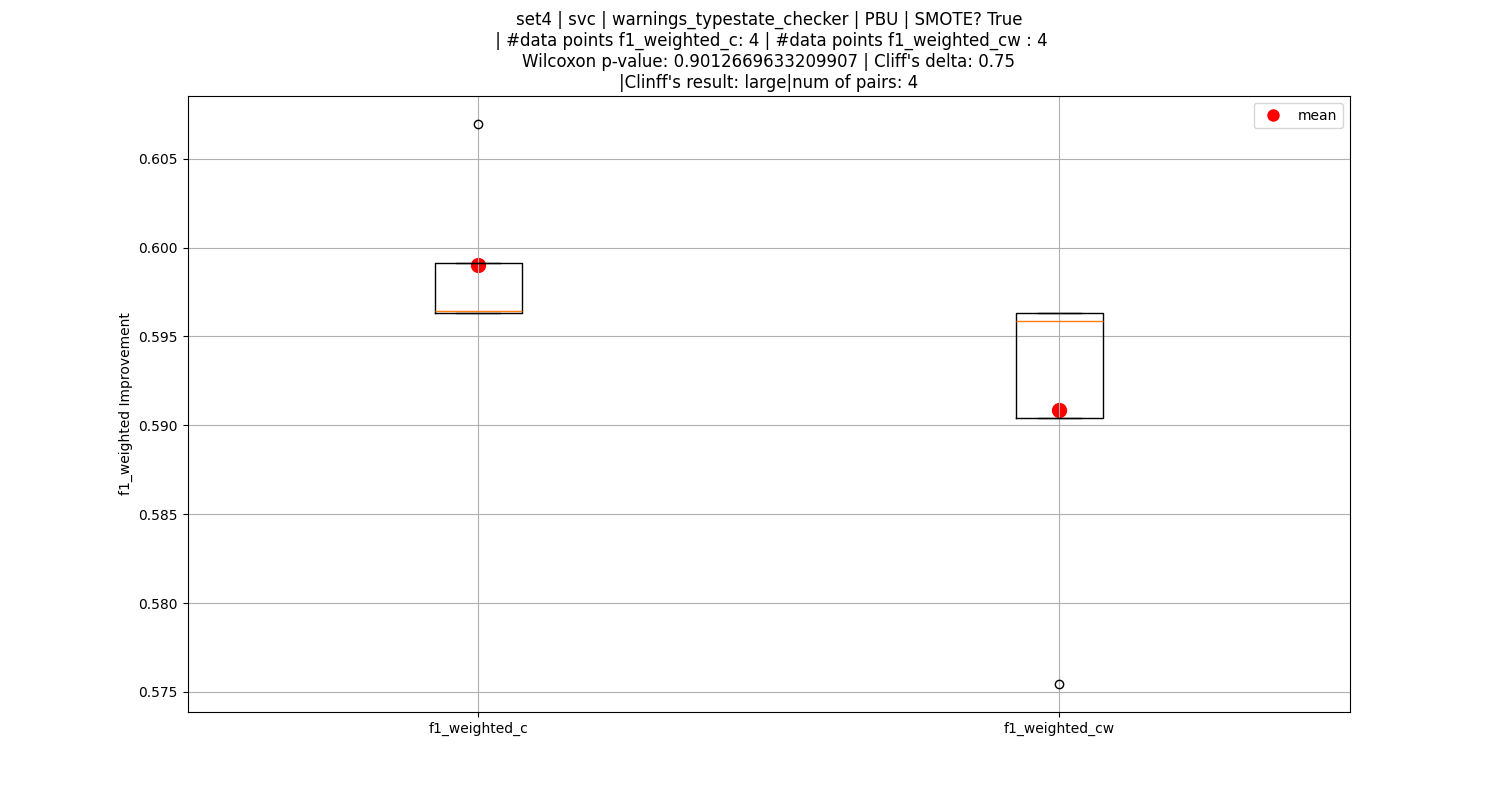 set4 | svc | warnings_typestate_checker | PBU | SMOTE? True
| #data points f1_weighted_c: 4 | #data points f1_weighted_cw : 4
Wilcoxon p-value: 0.9012669633209907 | Cliff's delta: 0.75
|Clinff's result: large|num of pairs: 4
mean
0.605
0.600
0.595
0.590
0.585
0.580
0.575
f1_weighted Improvement
f1_weighted_c
f1_weighted_cw